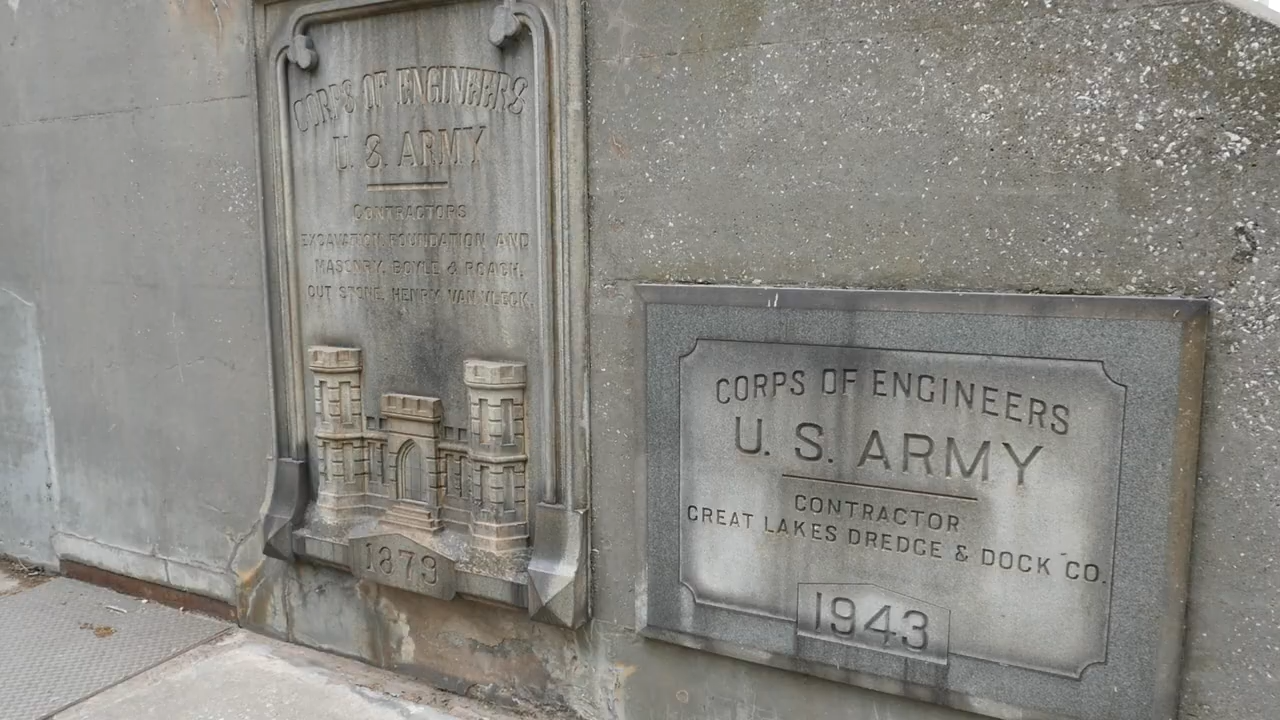 CORPS OF ENGINEERS
U. S. ARMY
CONTRACTORS
EXCAVATION, FOUNDATION AND
MASONRY, BOYLE & ROACH.
CUT STONE, HENRY VAN VLECK.
1879
CORPS OF ENGINEERS
U. S. ARMY
CONTRACTOR
GREAT LAKES DREDGE & DOCK CO.
1943